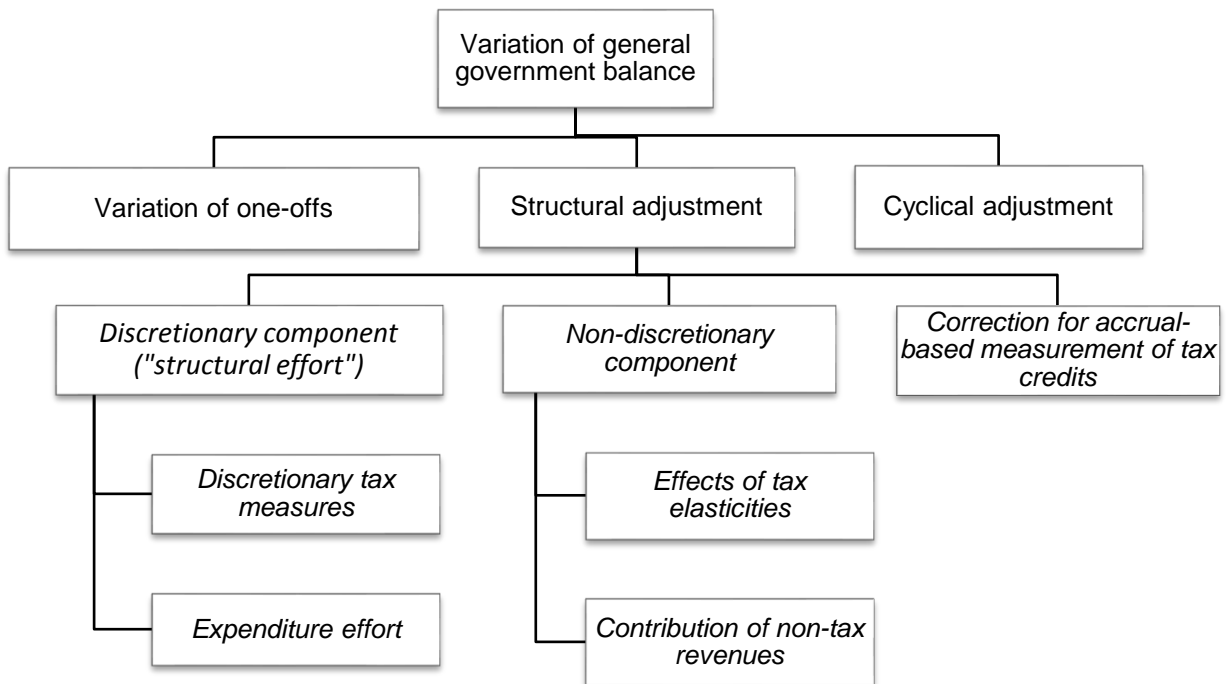 Variation of general
government balance
Variation of one-offs
Structural adjustment
Cyclical adjustment
Discretionary component
("structural effort")
Non-discretionary
component
Correction for accrual-
based measurement of tax
credits
Discretionary tax
measures
Effects of tax
elasticities
Expenditure effort
Contribution of non-tax
revenues